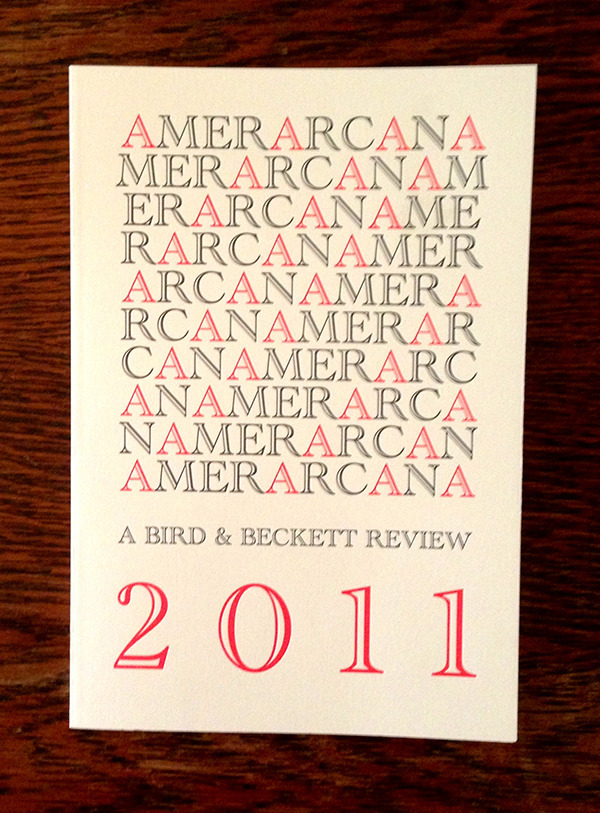 AMERARCANA
MERARCANAM
ERARCANAME
RARCANAMER
ARCANAMERA
RCANAMERAR
CANAMERARC
ANAMERARCA
NAMERARCAN
AMERARCANA
A BIRD & BECKETT REVIEW
2011